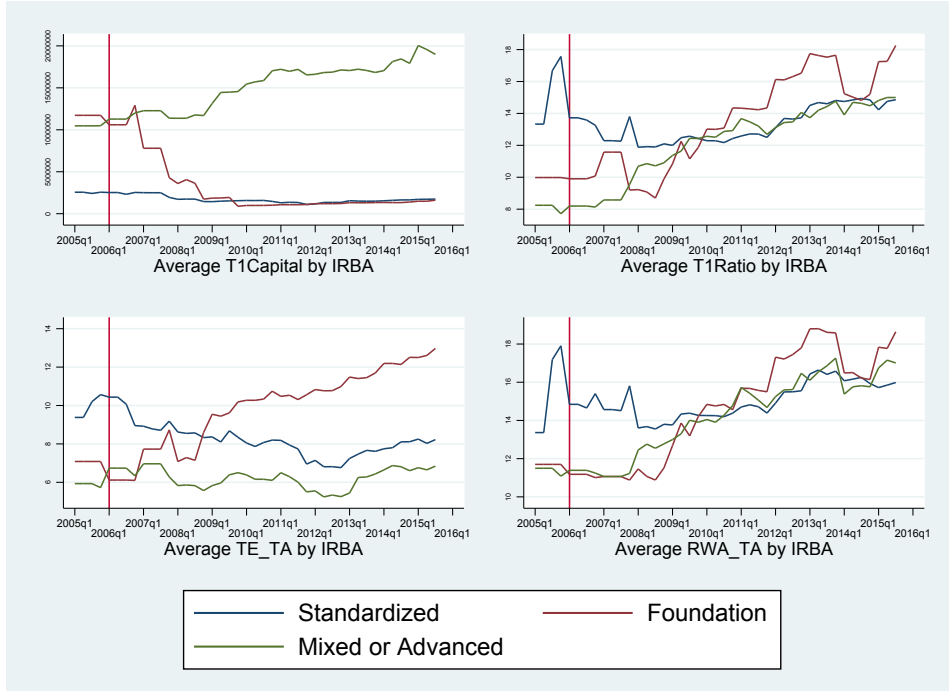 20000000
15000000
10000000
5000000
0
2005q1 2006q1 2007q1 2008q1 2009q1 2010q1 2011q1 2012q1 2013q1 2014q1 2015q1 2016q1
Average T1Capital by IRBA
18
16
14
12
10
8
2005q1 2006q1 2007q1 2008q1 2009q1 2010q1 2011q1 2012q1 2013q1 2014q1 2015q1 2016q1
Average T1Ratio by IRBA
14
12
10
8
6
2005q1 2006q1 2007q1 2008q1 2009q1 2010q1 2011q1 2012q1 2013q1 2014q1 2015q1 2016q1
Average TE_TA by IRBA
18
16
14
12
10
2005q1 2006q1 2007q1 2008q1 2009q1 2010q1 2011q1 2012q1 2013q1 2014q1 2015q1 2016q1
Average RWA_TA by IRBA
Standardized
Foundation
Mixed or Advanced